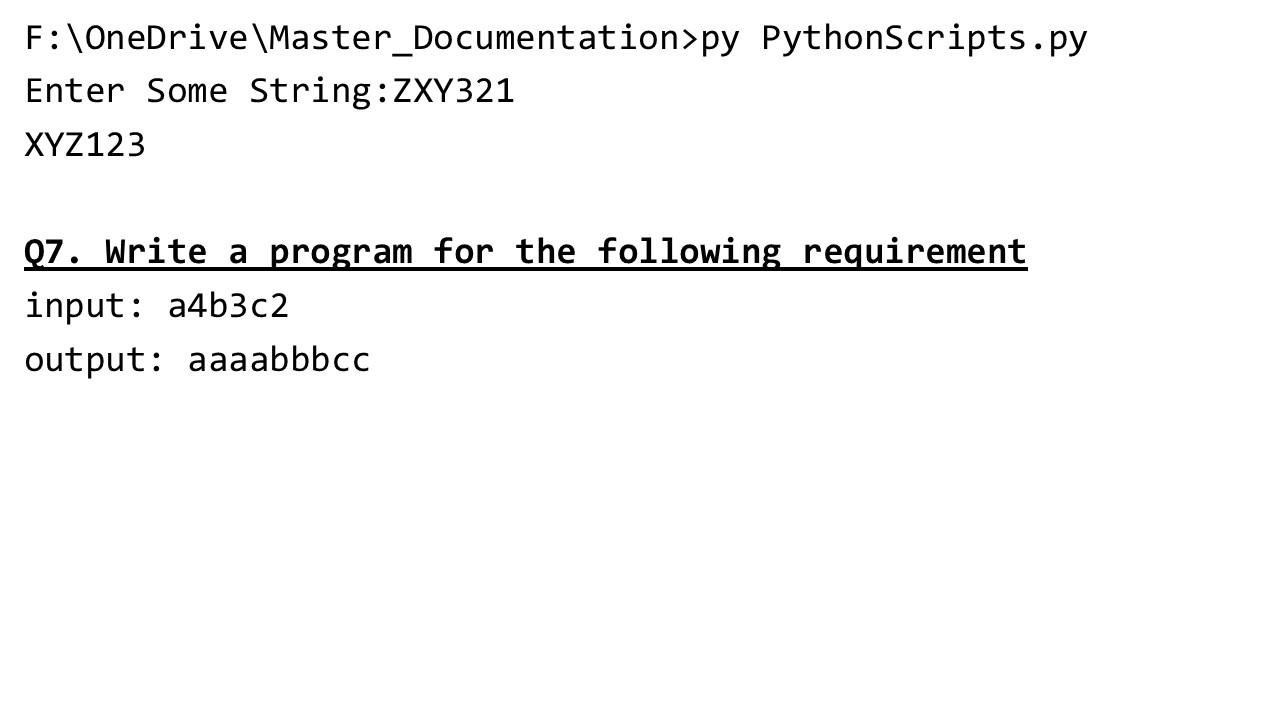 F:\OneDrive\Master_Documentation>py PythonScripts.py
Enter Some String:ZXY321
XYZ123
Q7. Write a program for the following requirement
input: a4b3c2
output: aaaabbbcc